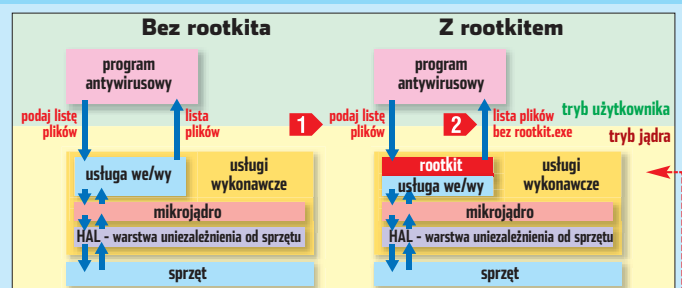 Bez rootkita
program
antywirusowy
podaj listę
plików
lista
plików
usługa we/wy
usługi
wykonawcze
mikrojądro
HAL - warstwa uniezależnienia od sprzętu
sprzęt
Z rootkitem
program
antywirusowy
1
podaj listę
plików
2
lista plików
bez rootkit.exe
tryb użytkownika
tryb jądra
rootkit
usługa we/wy
usługi
wykonawcze
mikrojądro
HAL - warstwa uniezależnienia od sprzętu
sprzęt